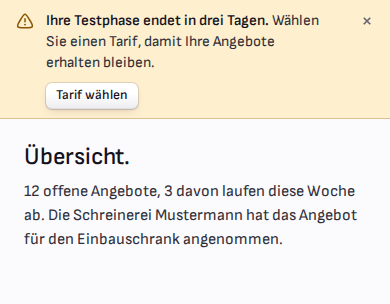 Ihre Testphase endet in drei Tagen. Wählen
Sie einen Tarif, damit Ihre Angebote
erhalten bleiben.
Tarif wählen
Übersicht.
12 offene Angebote, 3 davon laufen diese Woche
ab. Die Schreinerei Mustermann hat das Angebot
für den Einbauschrank angenommen.